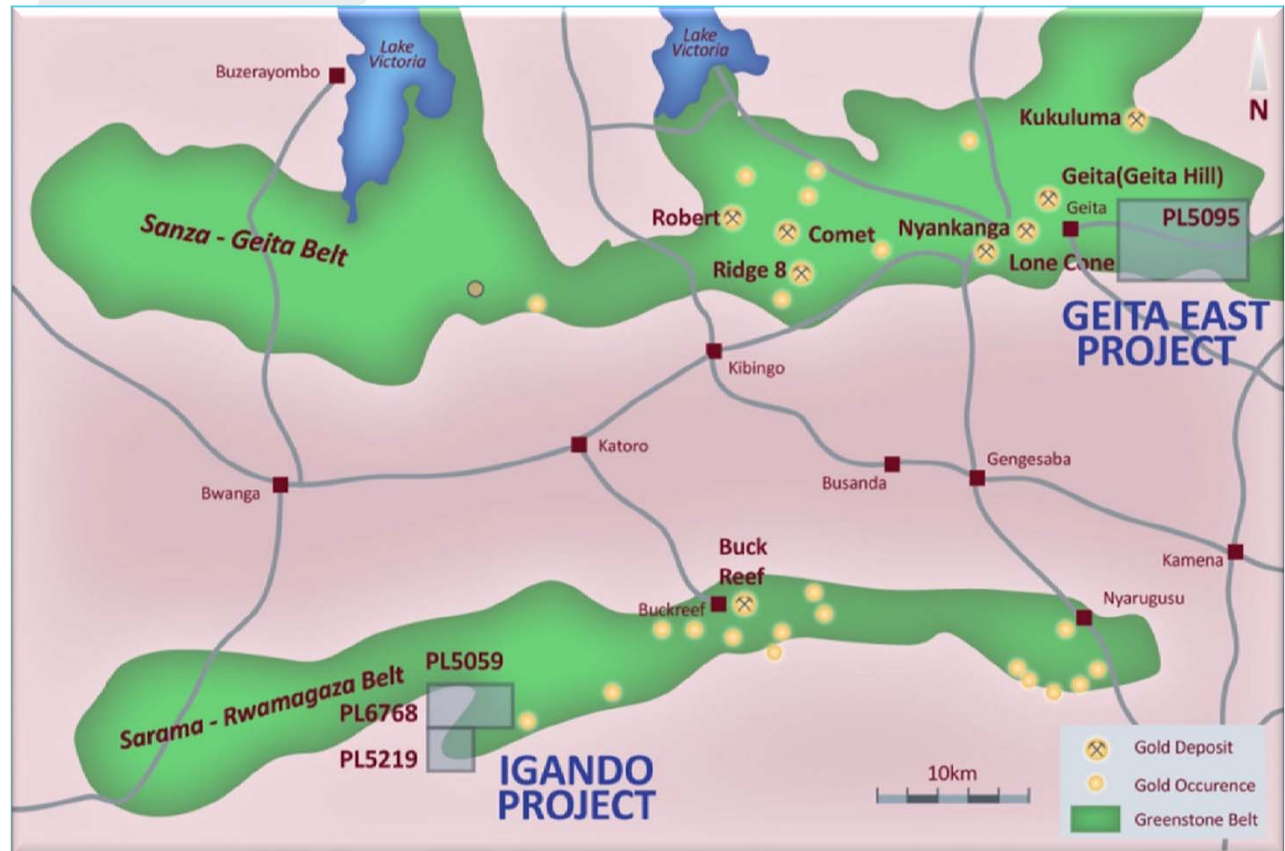 Lake
Victoria
Lake
Victoria
Buzerayombo
N
Kukuluma
Geita(Geita Hill)
Geita
PL5095
Robert
Comet
Nyankanga
Sanza - Geita Belt
Ridge 8
Lone Cone
GEITA EAST
PROJECT
Kibingo
Katoro
Gengesaba
Busanda
Bwanga
Buck
Reef
Kamena
Buckreef
Nyarugusu
PL5059
Sarama - Rwamagaza Belt
PL6768
PL5219
IGANDO
PROJECT
10km
Gold Deposit
Gold Occurence
Greenstone Belt